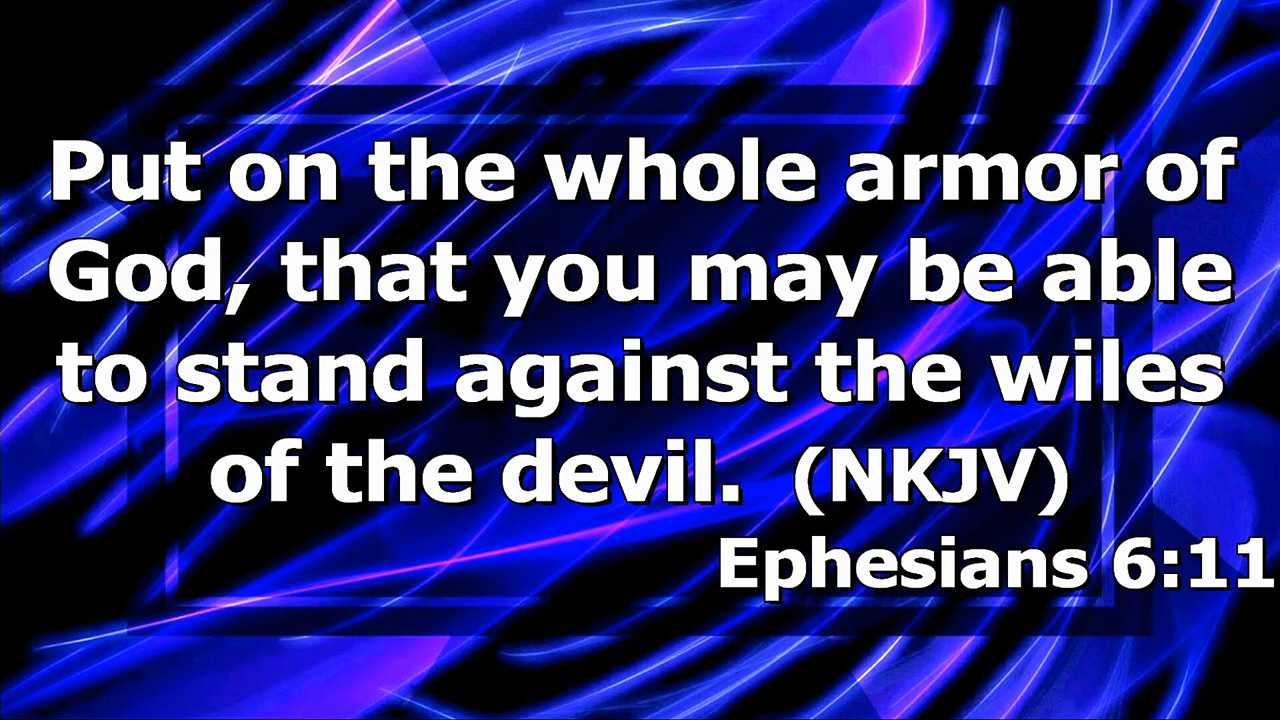 Put on the whole armor of
God, that you may be able
to stand against the wiles
of the devil. (NKJV)
Ephesians 6:11